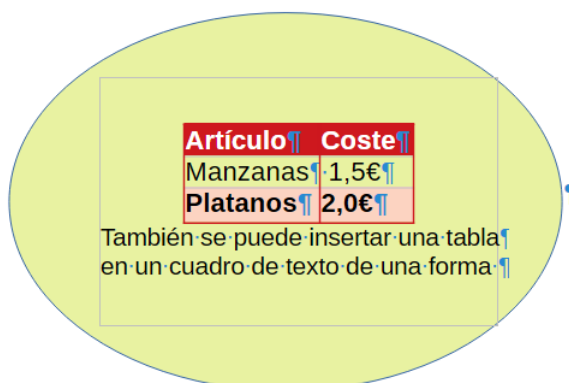 Artículo¶ Coste¶
Manzanas¶ ·1,5€¶
Platanos¶ 2,0€¶
También·se·puede·insertar·una·tabla¶
en·un·cuadro·de·texto·de·una·forma·¶